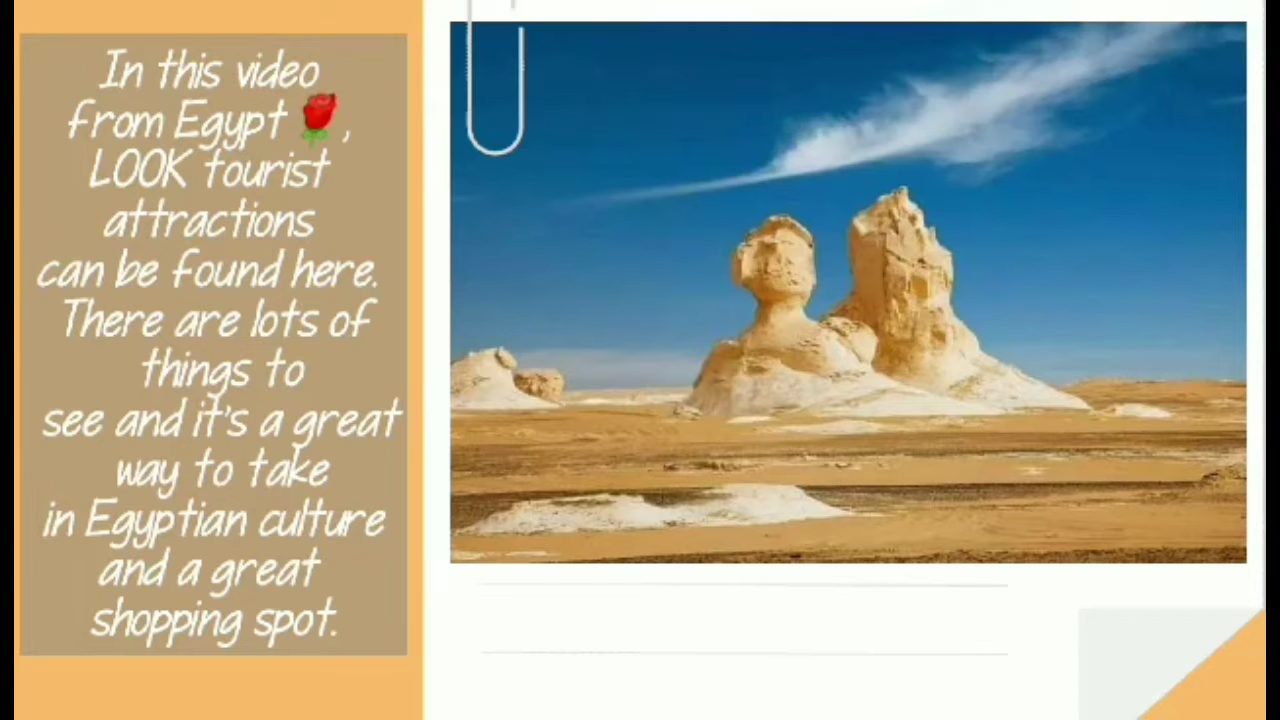 In this video
from Egypt 🌹,
LOOK tourist
attractions
can be found here.
There are lots of
things to
see and it's a great
way to take
in Egyptian culture
and a great
shopping spot.